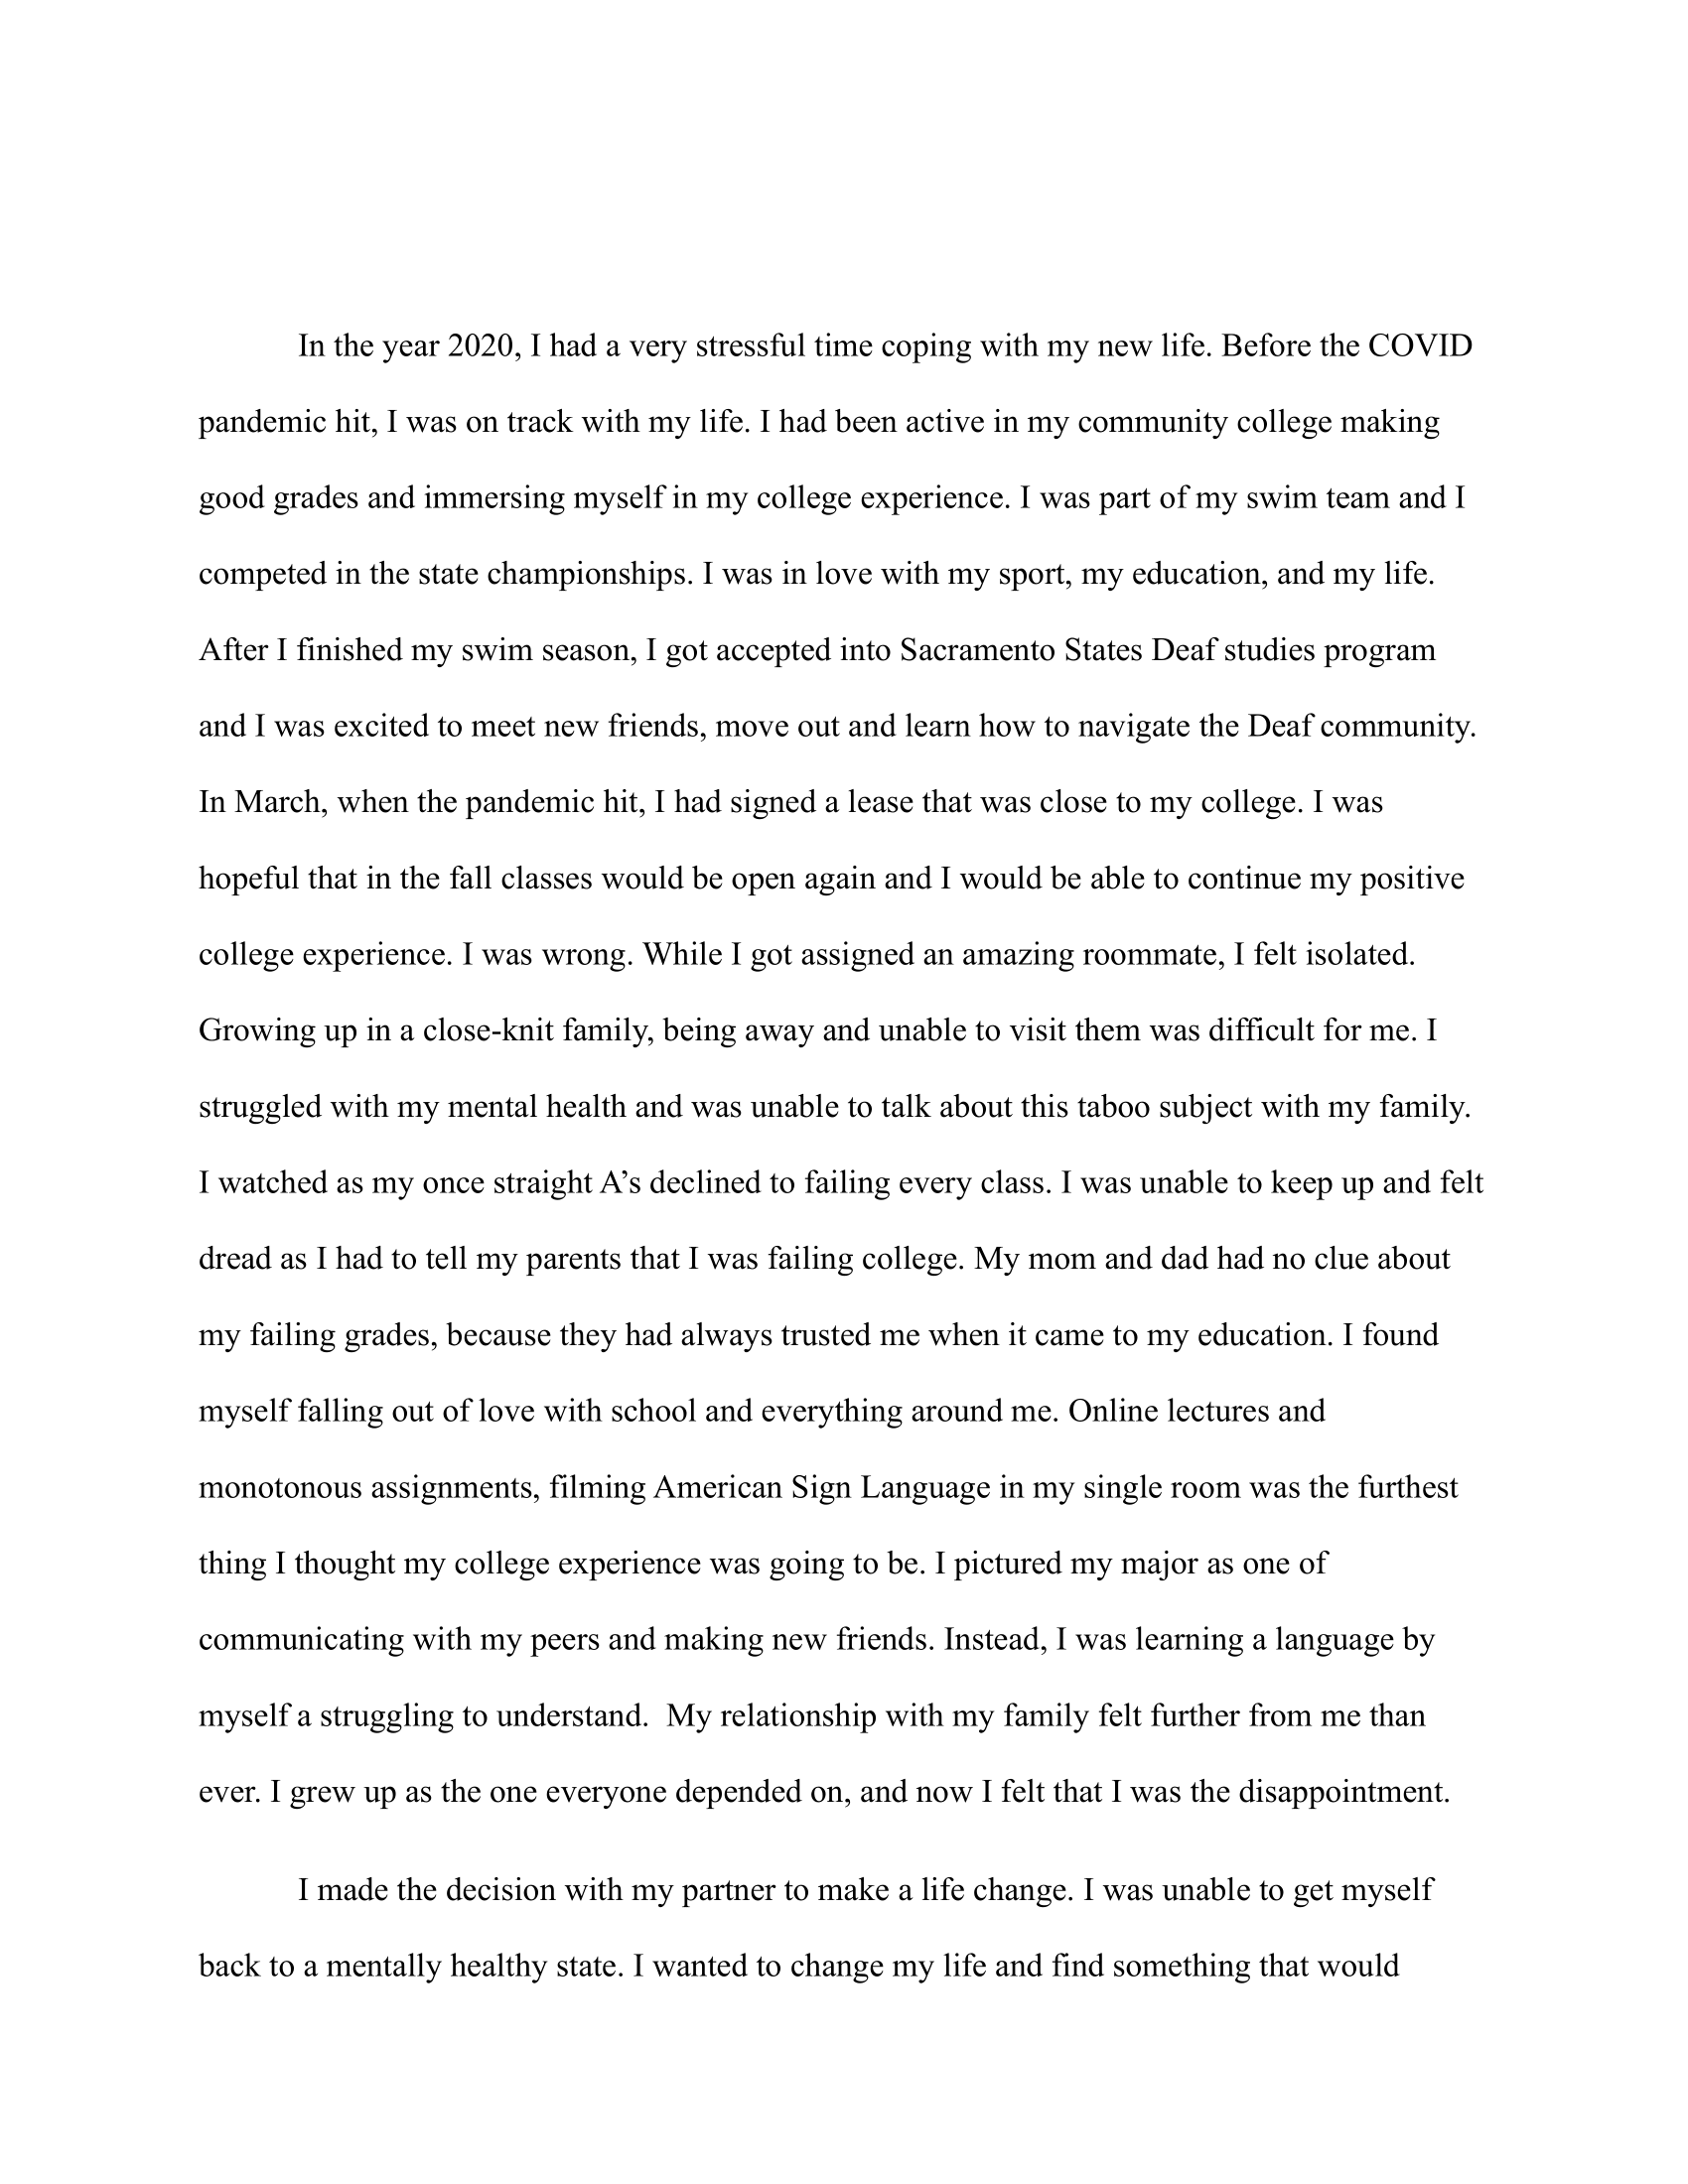 In the year 2020, I had a very stressful time coping with my new life. Before the COVID
pandemic hit, I was on track with my life. I had been active in my community college making
good grades and immersing myself in my college experience. I was part of my swim team and I
competed in the state championships. I was in love with my sport, my education, and my life.
After I finished my swim season, I got accepted into Sacramento States Deaf studies program
and I was excited to meet new friends, move out and learn how to navigate the Deaf community.
In March, when the pandemic hit, I had signed a lease that was close to my college. I was
hopeful that in the fall classes would be open again and I would be able to continue my positive
college experience. I was wrong. While I got assigned an amazing roommate, I felt isolated.
Growing up in a close-knit family, being away and unable to visit them was difficult for me. I
struggled with my mental health and was unable to talk about this taboo subject with my family.
I watched as my once straight A’s declined to failing every class. I was unable to keep up and felt
dread as I had to tell my parents that I was failing college. My mom and dad had no clue about
my failing grades, because they had always trusted me when it came to my education. I found
myself falling out of love with school and everything around me. Online lectures and
monotonous assignments, filming American Sign Language in my single room was the furthest
thing I thought my college experience was going to be. I pictured my major as one of
communicating with my peers and making new friends. Instead, I was learning a language by
myself a struggling to understand.  My relationship with my family felt further from me than
ever. I grew up as the one everyone depended on, and now I felt that I was the disappointment.
I made the decision with my partner to make a life change. I was unable to get myself
back to a mentally healthy state. I wanted to change my life and find something that would